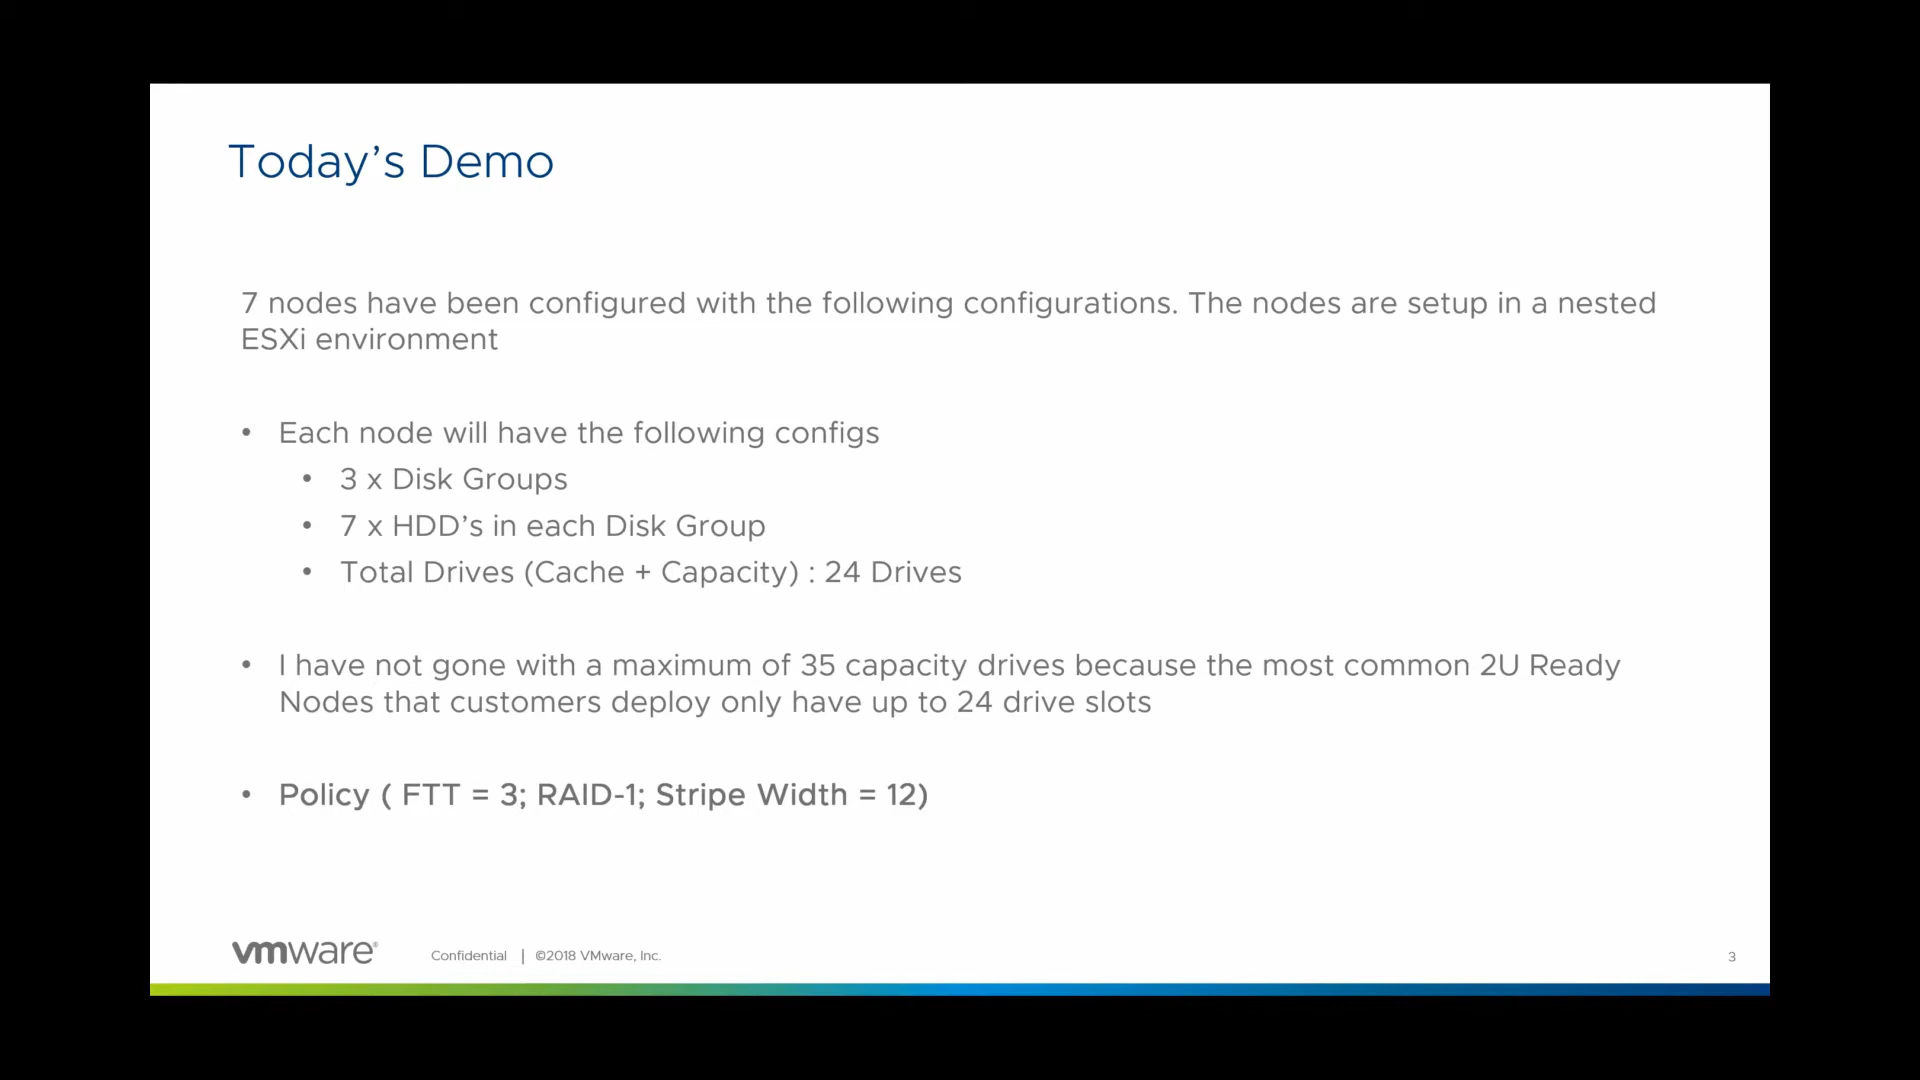 Today’s Demo
7 nodes have been configured with the following configurations. The nodes are setup in a nested
ESXi environment
• Each node will have the following configs
• 3 x Disk Groups
• 7 x HDD’s in each Disk Group
• Total Drives (Cache + Capacity) : 24 Drives
• I have not gone with a maximum of 35 capacity drives because the most common 2U Ready
Nodes that customers deploy only have up to 24 drive slots
• Policy ( FTT = 3; RAID-1; Stripe Width = 12)
vmware® Confidential | ©2018 VMware, Inc. 3